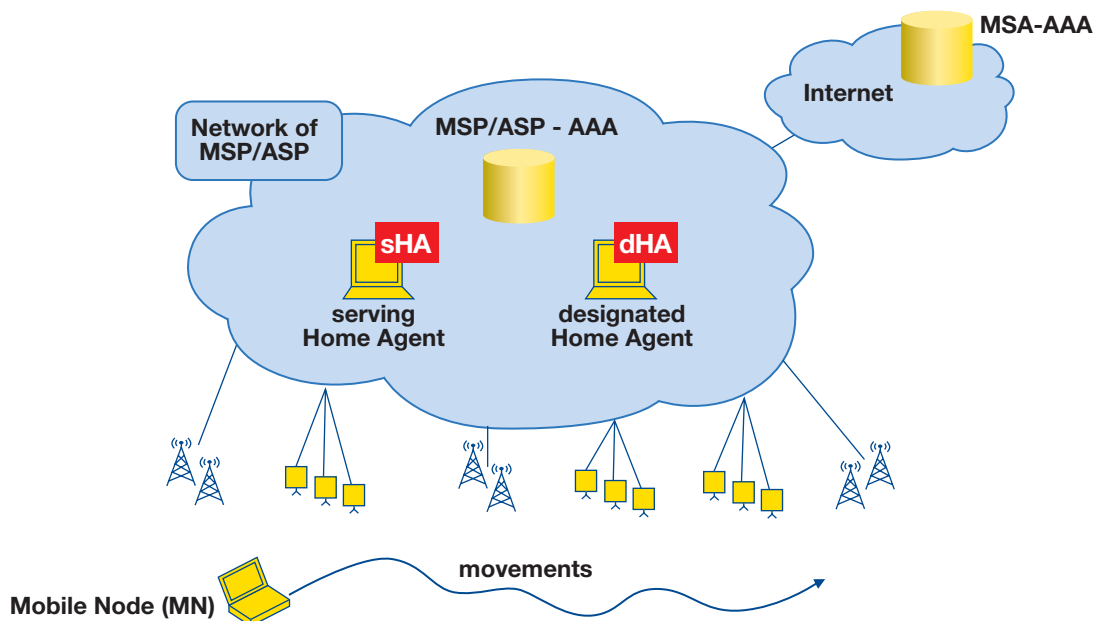 MSA-AAA
Internet
Network of
MSP/ASP
MSP/ASP - AAA
sHA
dHA
serving
Home Agent
designated
Home Agent
movements
Mobile Node (MN)